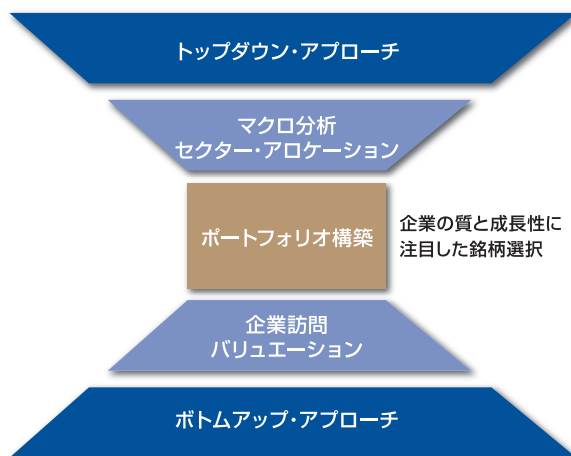 トップダウン・アプローチ
マクロ分析
セクター・アロケーション
ポートフォリオ構築
企業の質と成長性に
注目した銘柄選択
企業訪問
バリュエーション
ボトムアップ・アプローチ